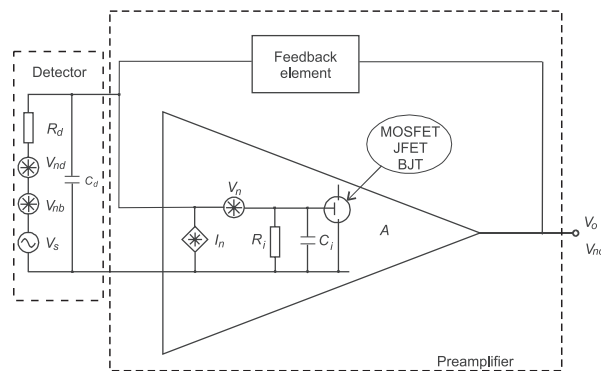 Feedback
element
Detector
MOSFET
JFET
BJT
R_d
V_nd
C_d
V_nb
V_s
V_n
I_n
R_i
C_i
A
V_o
V_no
Preamplifier